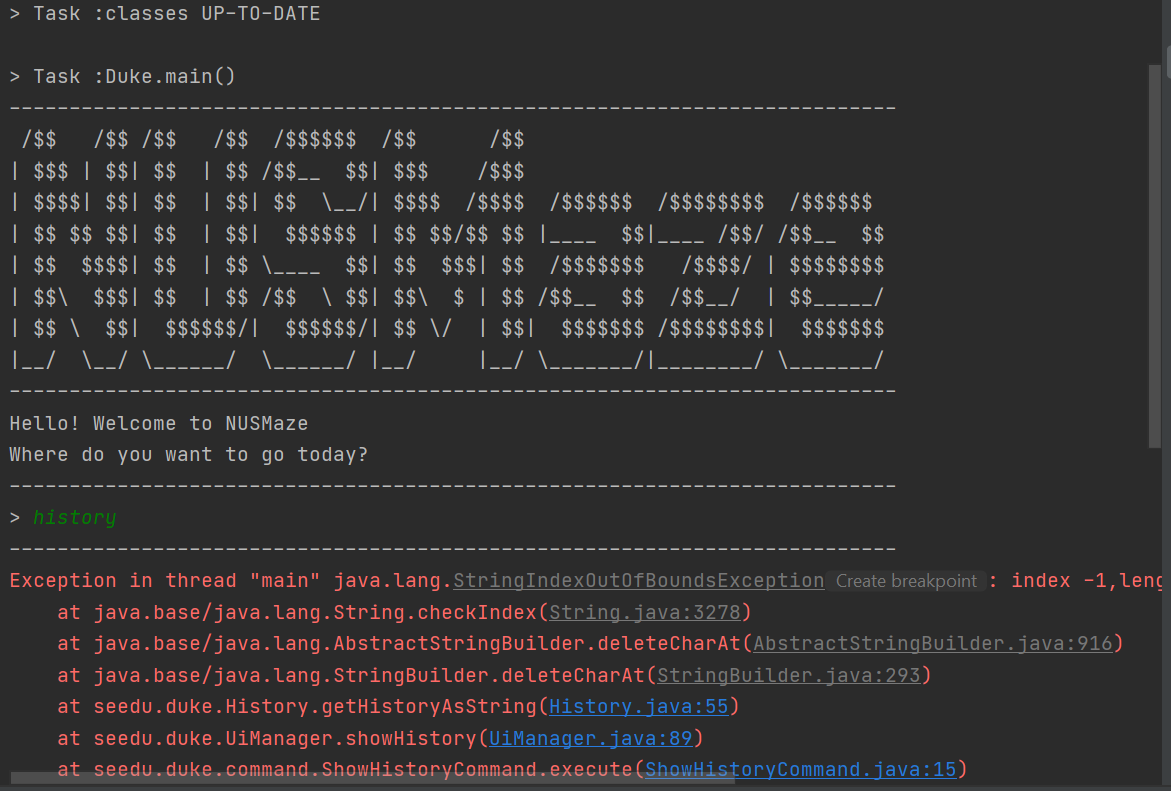 > Task :classes UP-TO-DATE
> Task :Duke.main()
--------------------------------------------------------------------------
 /$$   /$$ /$$   /$$  /$$$$$$  /$$      /$$
| $$$ | $$| $$  | $$ /$$__  $$| $$$    /$$$
| $$$$| $$| $$  | $$| $$  \__/| $$$$  /$$$$  /$$$$$$  /$$$$$$$$  /$$$$$$
| $$ $$ $$| $$  | $$|  $$$$$$ | $$ $$/$$ $$ |____  $$|____ /$$/ /$$__  $$
| $$  $$$$| $$  | $$ \____  $$| $$  $$$| $$  /$$$$$$$   /$$$$/ | $$$$$$$$
| $$\  $$$| $$  | $$ /$$  \ $$| $$\  $ | $$ /$$__  $$  /$$__/  | $$_____/
| $$ \  $$|  $$$$$$/|  $$$$$$/| $$ \/  | $$|  $$$$$$$ /$$$$$$$$|  $$$$$$$
|__/  \__/ \______/  \______/ |__/     |__/ \_______/|________/ \_______/
--------------------------------------------------------------------------
Hello! Welcome to NUSMaze
Where do you want to go today?
--------------------------------------------------------------------------
> history
--------------------------------------------------------------------------
Exception in thread "main" java.lang.StringIndexOutOfBoundsException Create breakpoint : index -1,leng
at java.base/java.lang.String.checkIndex(String.java:3278)
at java.base/java.lang.AbstractStringBuilder.deleteCharAt(AbstractStringBuilder.java:916)
at java.base/java.lang.StringBuilder.deleteCharAt(StringBuilder.java:293)
at seedu.duke.History.getHistoryAsString(History.java:55)
at seedu.duke.UiManager.showHistory(UiManager.java:89)
at seedu.duke.command.ShowHistoryCommand.execute(ShowHistoryCommand.java:15)